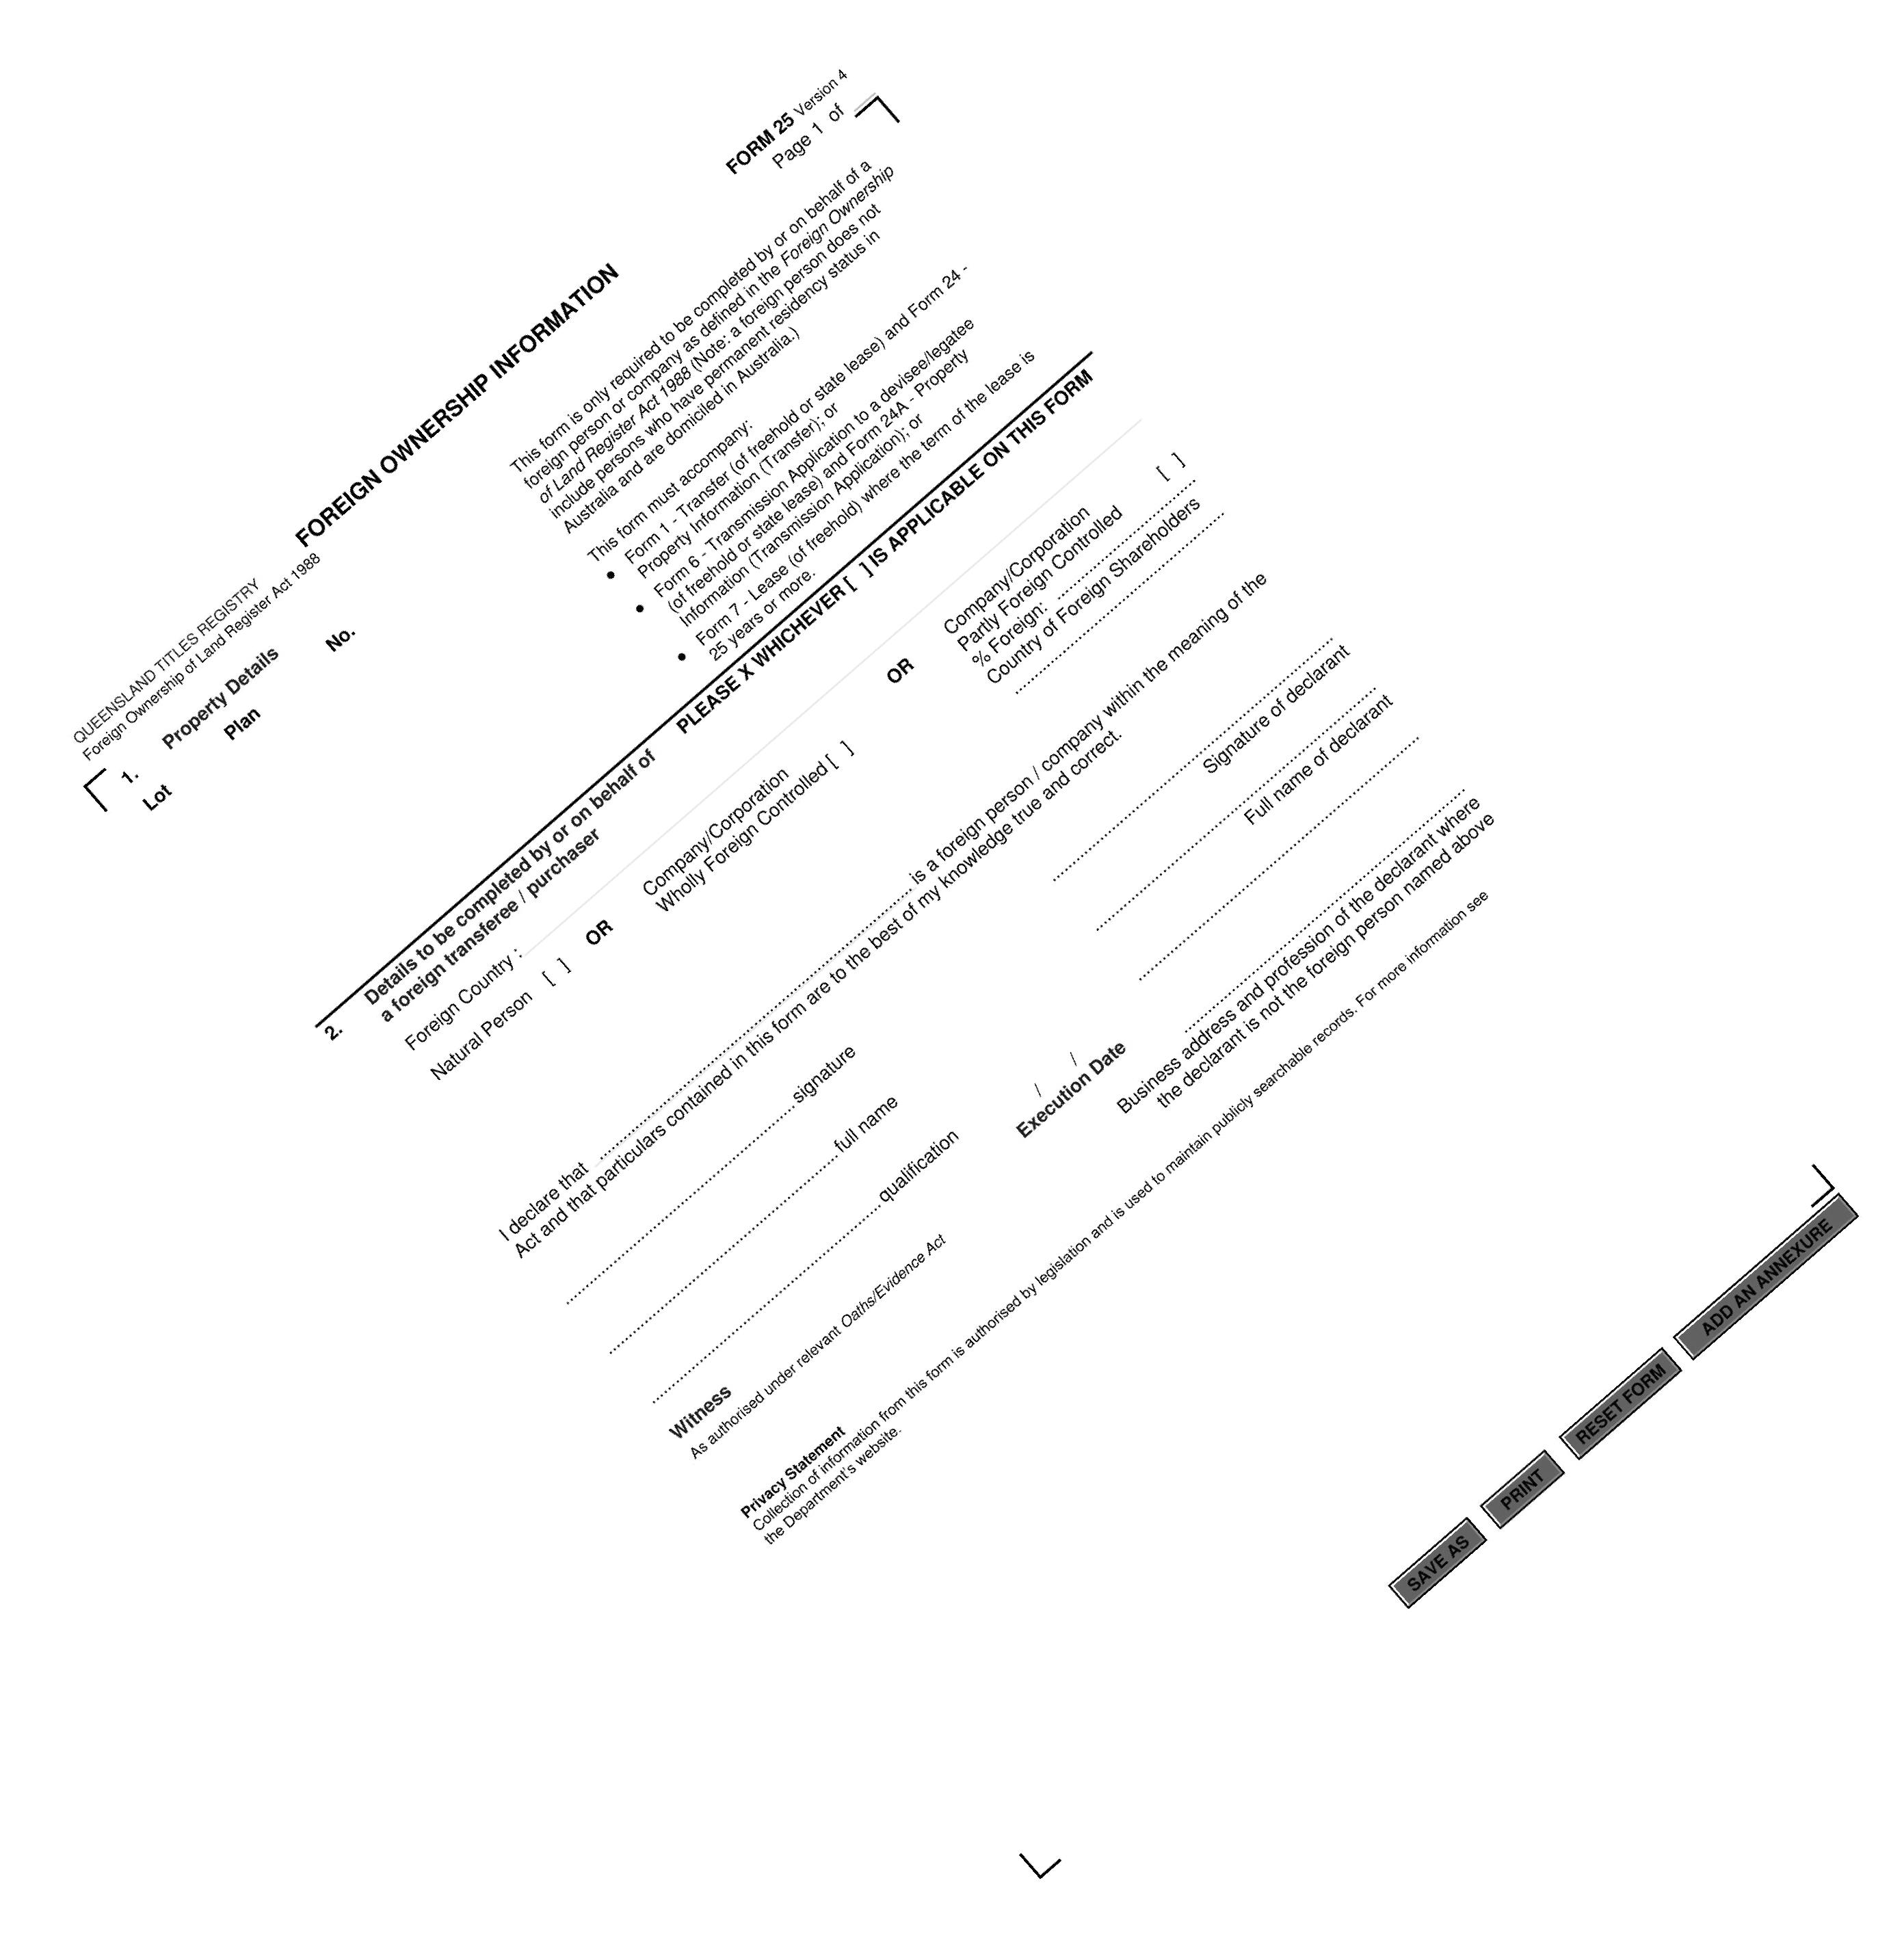 QUEENSLAND TITLES REGISTRY
Foreign Ownership of Land Register Act 1988
FOREIGN OWNERSHIP INFORMATION
FORM 25 Version 4
Page 1 of
1. Property Details
Lot Plan No.
This form is only required to be completed by or on behalf of a
foreign person or company as defined in the Foreign Ownership
of Land Register Act 1988 (Note: a foreign person does not
include persons who have permanent residency status in
Australia and are domiciled in Australia.)
This form must accompany:
• Form 1 - Transfer (of freehold or state lease) and Form 24 -
Property Information (Transfer); or
• Form 6 - Transmission Application to a devisee/legatee
(of freehold or state lease) and Form 24A - Property
Information (Transmission Application); or
• Form 7 - Lease (of freehold) where the term of the lease is
25 years or more.
2. Details to be completed by or on behalf of
a foreign transferee / purchaser
PLEASE X WHICHEVER [ ] IS APPLICABLE ON THIS FORM
Foreign Country :
Natural Person [ ]
OR
Company/Corporation
Wholly Foreign Controlled [ ]
OR
Company/Corporation
Partly Foreign Controlled [ ]
% Foreign: ..............................
Country of Foreign Shareholders
..............................
I declare that .............................. is a foreign person / company within the meaning of the
Act and that particulars contained in this form are to the best of my knowledge true and correct.
..............................signature
..............................full name
..............................qualification
Witness
As authorised under relevant Oaths/Evidence Act
/ /
Execution Date
..............................
Signature of declarant
..............................
Full name of declarant
..............................
..............................
Business address and profession of the declarant where
the declarant is not the foreign person named above
Privacy Statement
Collection of information from this form is authorised by legislation and is used to maintain publicly searchable records. For more information see
the Department's website.
SAVE AS PRINT RESET FORM ADD AN ANNEXURE